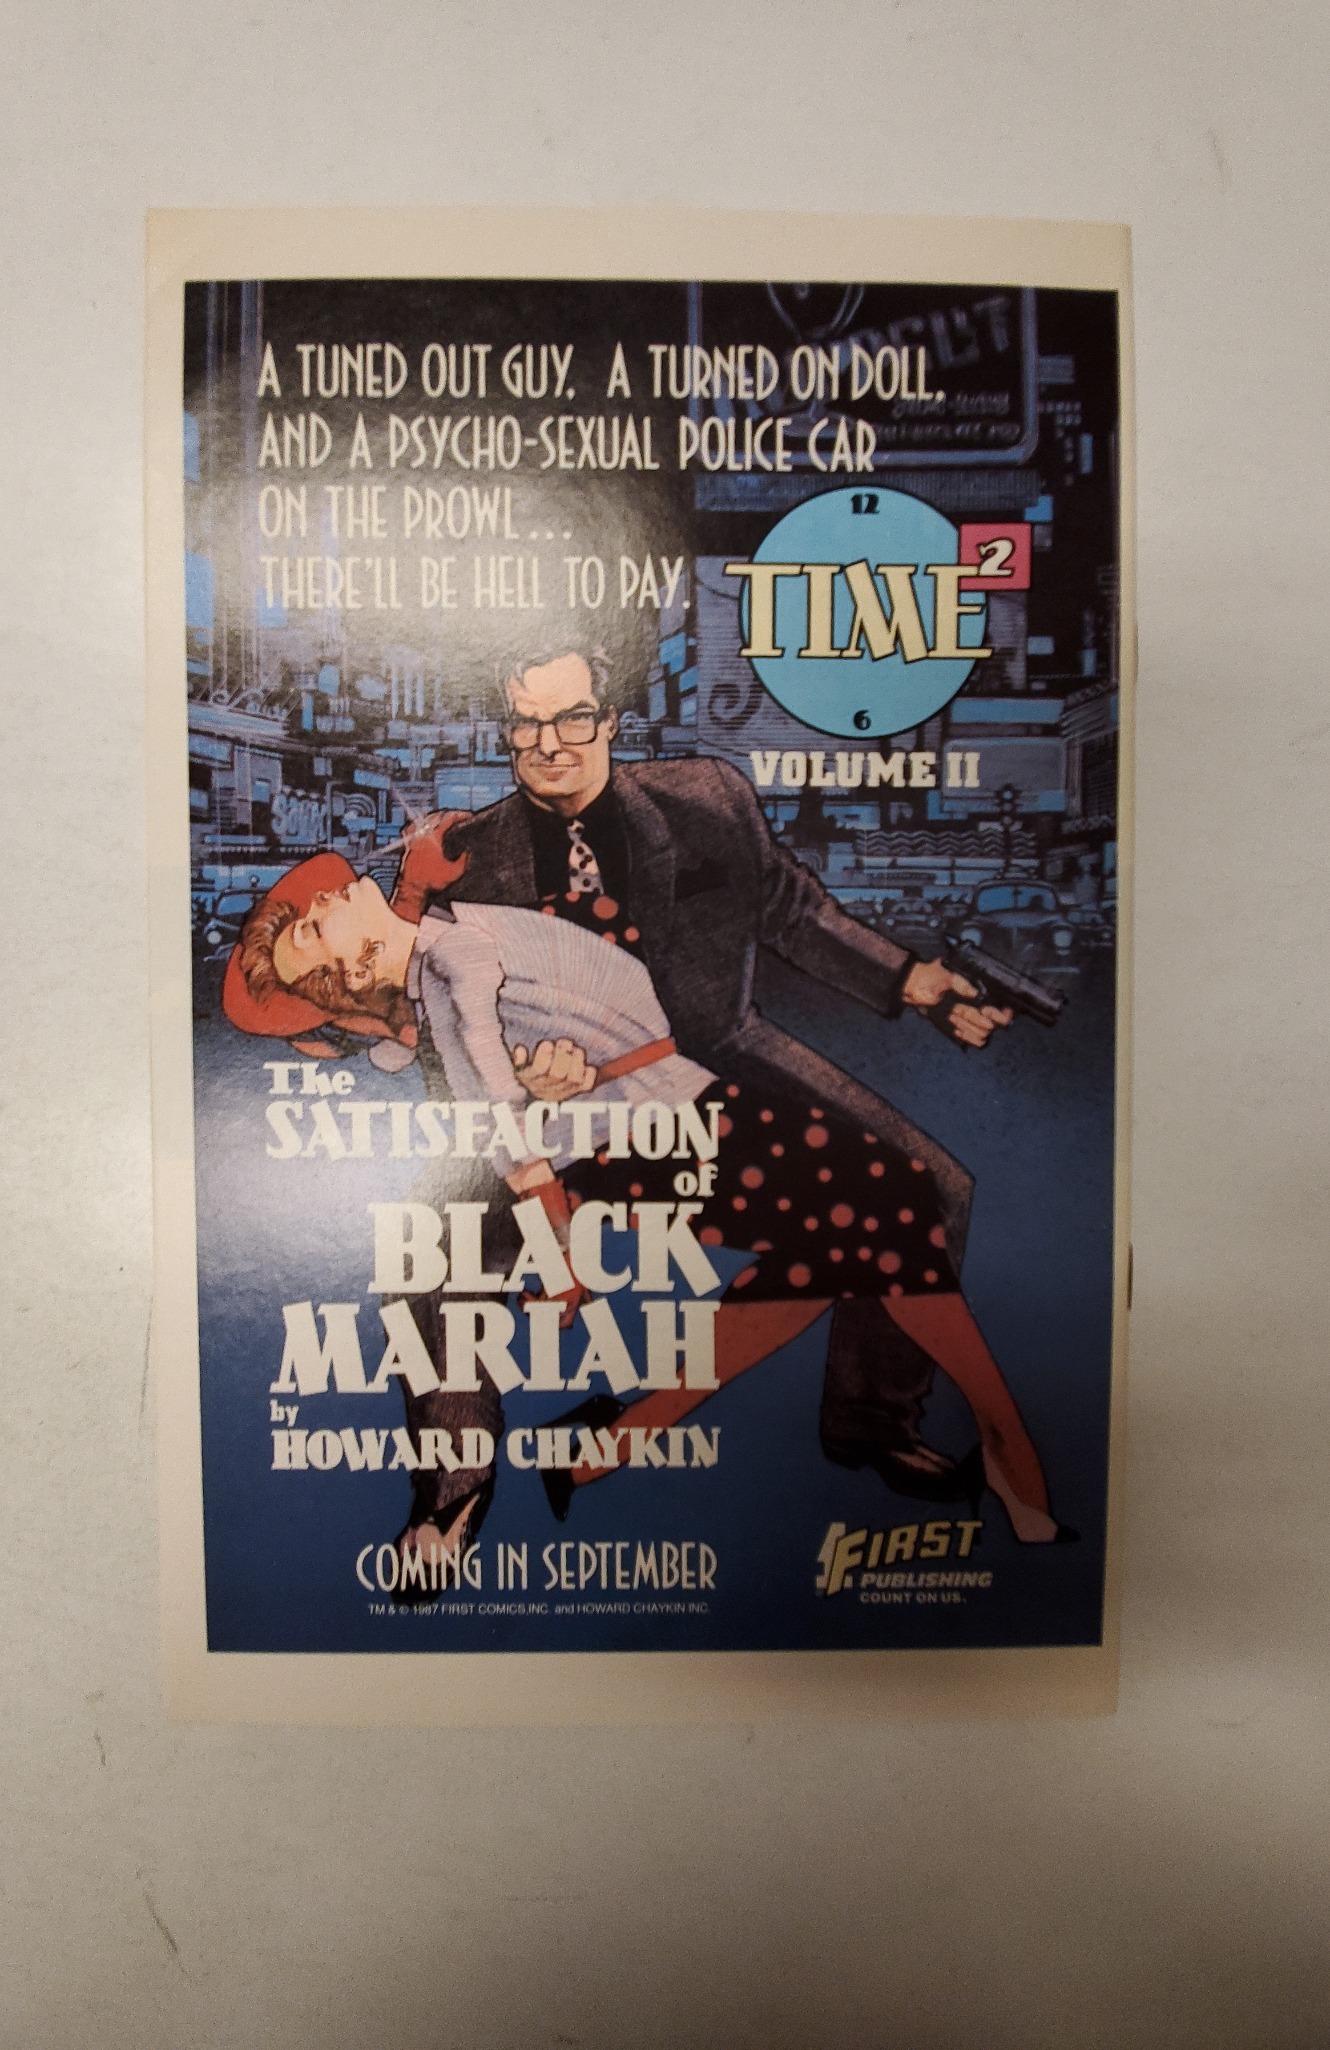 A TUNED OUT GUY. A TURNED ON DOLL.
AND A PSYCHO-SEXUAL POLICE CAR
ON THE PROWL...
THERE'LL BE HELL TO PAY.
12
TIME2
6
VOLUME II
The
SATISFACTION
of
BLACK
MARIAH
by
HOWARD CHAYKIN
COMING IN SEPTEMBER
TM & © 1987 FIRST COMICS, INC. and HOWARD CHAYKIN INC.
FIRST
PUBLISHING
COUNT ON US.